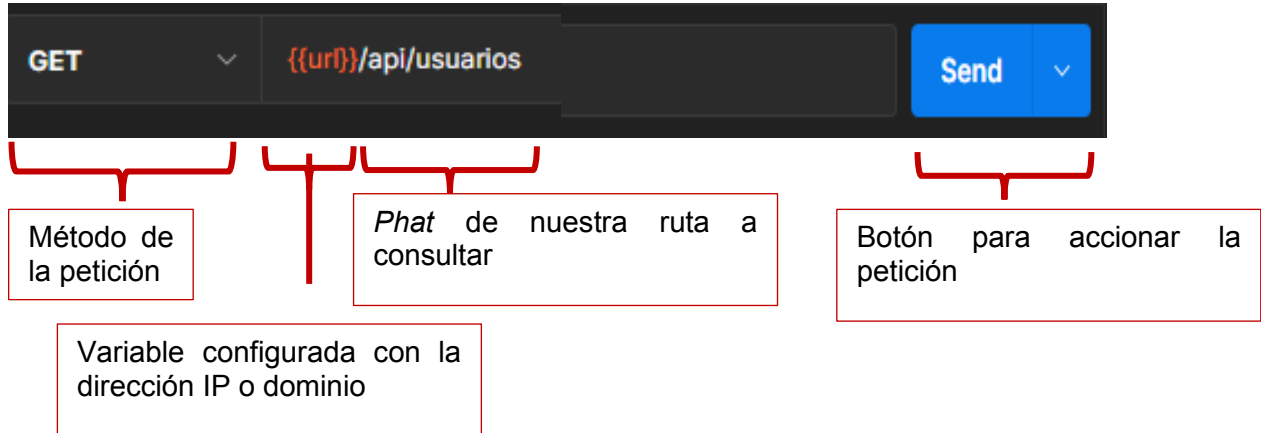 GET
{{url}}/api/usuarios
Send
Método de
la petición
Phat de nuestra ruta a
consultar
Botón para accionar la
petición
Variable configurada con la
dirección IP o dominio